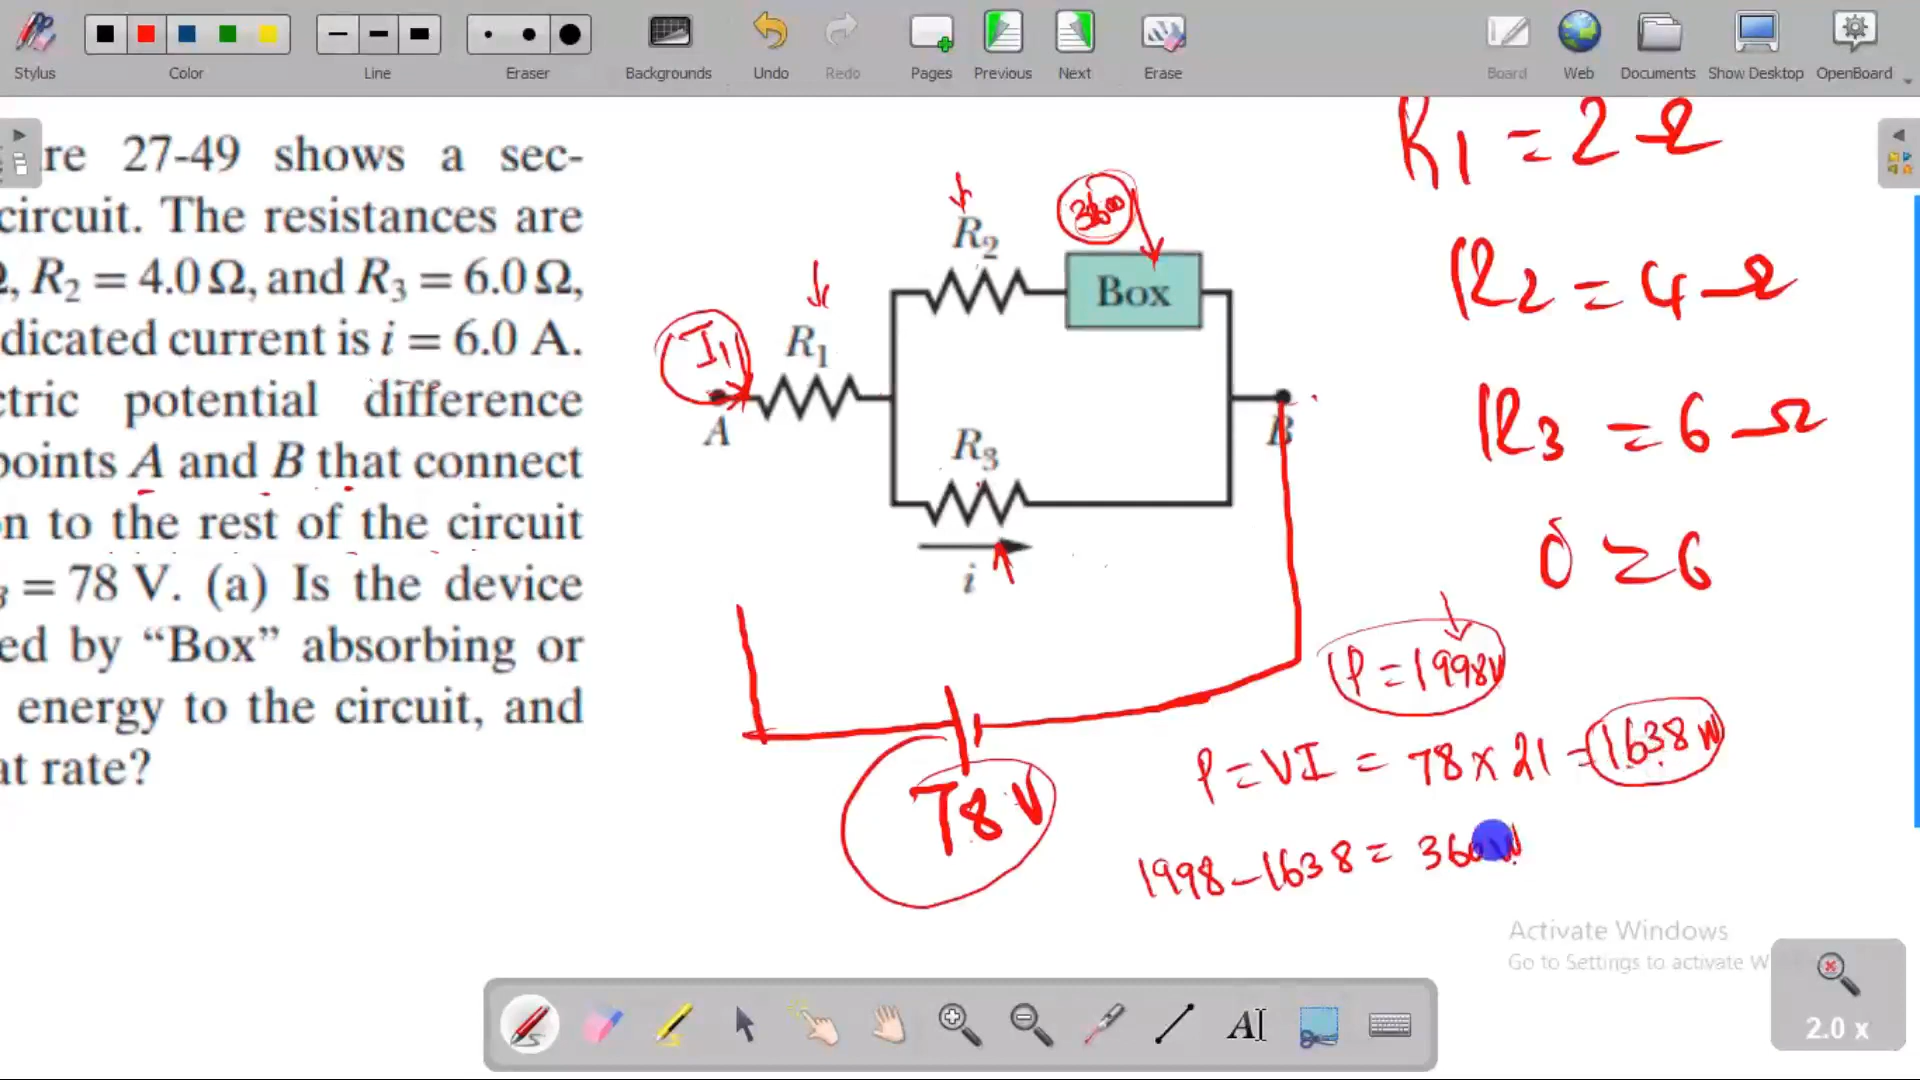 Stylus
Color
Line
Eraser
Backgrounds
Undo
Redo
Pages
Previous
Next
Erase
Board
Web
Documents
Show Desktop
OpenBoard
re 27-49 shows a sec-
circuit. The resistances are
Ω, R2 = 4.0 Ω, and R3 = 6.0 Ω,
dicated current is i = 6.0 A.
ctric potential difference
points A and B that connect
on to the rest of the circuit
B = 78 V. (a) Is the device
ed by “Box” absorbing or
energy to the circuit, and
at rate?
R2
Box
I1
R1
A
B
R3
i
78 V
R1 = 2 Ω
R2 = 4 Ω
R3 = 6 Ω
i = 6
P = 1998W
P = VI = 78 x 21 = 1638 W
1998 - 1638 = 360 W
Activate Windows
Go to Settings to activate W
2.0 x